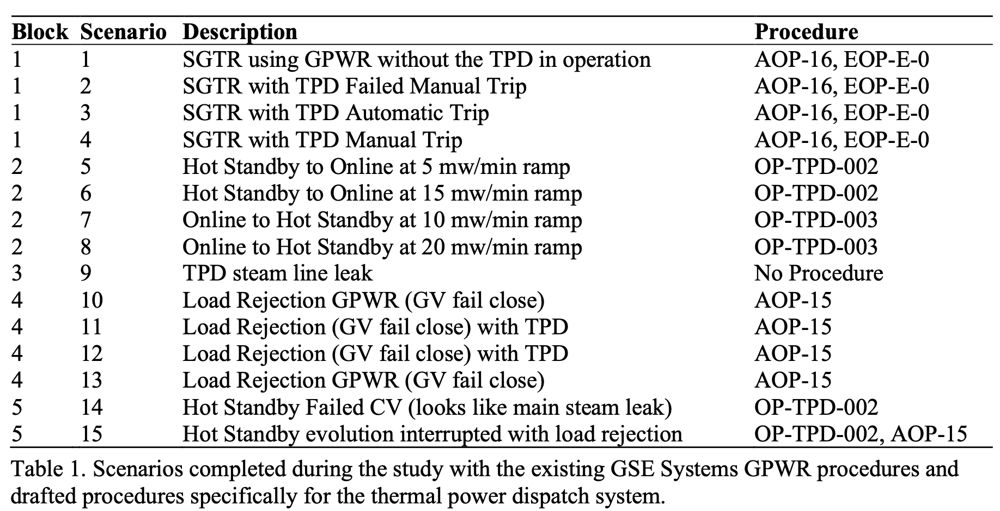 Block Scenario Description Procedure
1 1 SGTR using GPWR without the TPD in operation AOP-16, EOP-E-0
1 2 SGTR with TPD Failed Manual Trip AOP-16, EOP-E-0
1 3 SGTR with TPD Automatic Trip AOP-16, EOP-E-0
1 4 SGTR with TPD Manual Trip AOP-16, EOP-E-0
2 5 Hot Standby to Online at 5 mw/min ramp OP-TPD-002
2 6 Hot Standby to Online at 15 mw/min ramp OP-TPD-002
2 7 Online to Hot Standby at 10 mw/min ramp OP-TPD-003
2 8 Online to Hot Standby at 20 mw/min ramp OP-TPD-003
3 9 TPD steam line leak No Procedure
4 10 Load Rejection GPWR (GV fail close) AOP-15
4 11 Load Rejection (GV fail close) with TPD AOP-15
4 12 Load Rejection (GV fail close) with TPD AOP-15
4 13 Load Rejection GPWR (GV fail close) AOP-15
5 14 Hot Standby Failed CV (looks like main steam leak) OP-TPD-002
5 15 Hot Standby evolution interrupted with load rejection OP-TPD-002, AOP-15
Table 1. Scenarios completed during the study with the existing GSE Systems GPWR procedures and
drafted procedures specifically for the thermal power dispatch system.